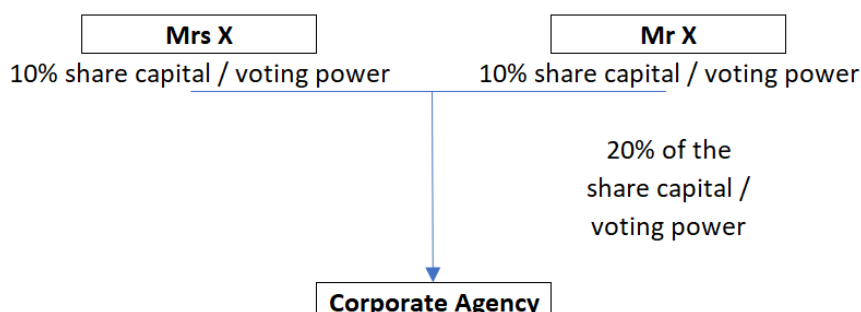 Mrs X
Mr X
10% share capital / voting power
10% share capital / voting power
20% of the
share capital /
voting power
Corporate Agency